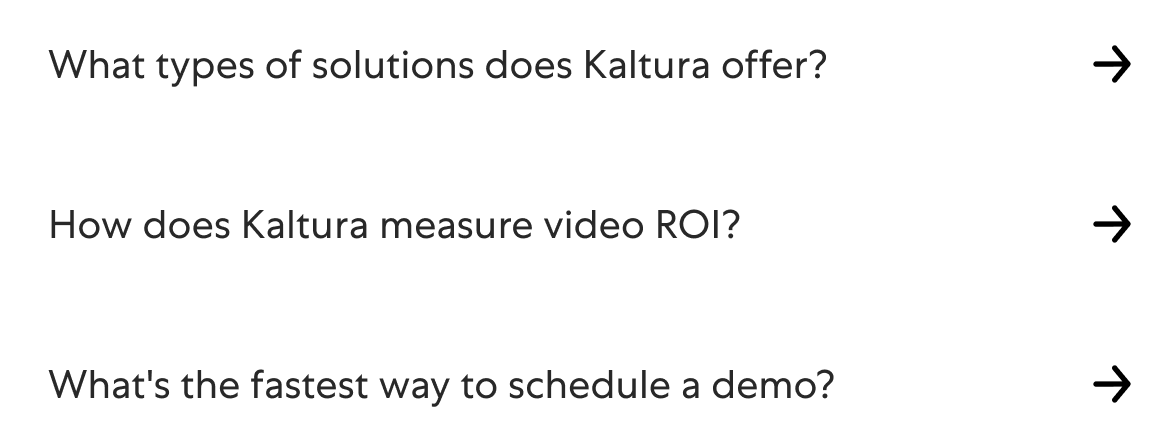 What types of solutions does Kaltura offer?
How does Kaltura measure video ROI?
What's the fastest way to schedule a demo?